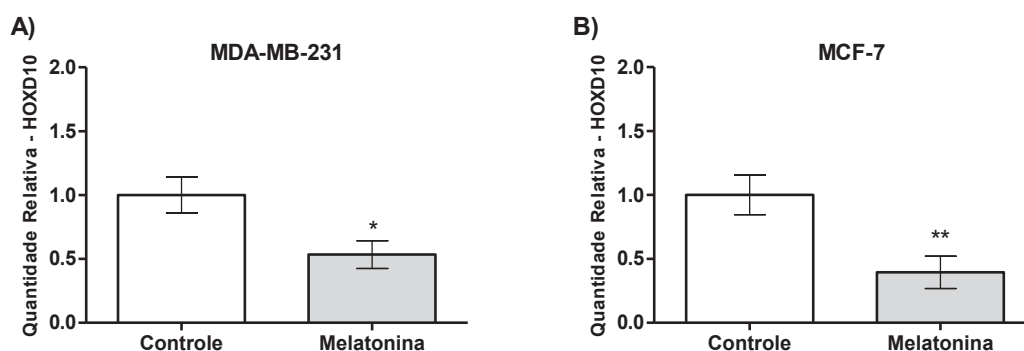 A)
MDA-MB-231
Quantidade Relativa - HOXD10
2.0
1.5
1.0
0.5
0.0
*
Controle
Melatonina
B)
MCF-7
Quantidade Relativa - HOXD10
2.0
1.5
1.0
0.5
0.0
**
Controle
Melatonina